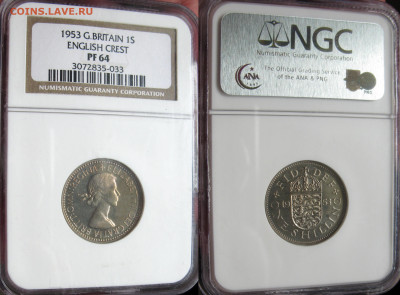 COINS.LAVE.RU
1953 G.BRITAIN 1S
ENGLISH CREST
PF 64
3072835-033
NUMISMATIC GUARANTY CORPORATION
NGC
Numismatic Guaranty Corporation
ANA
The Official Grading Service
of the ANA & PNG
PNG